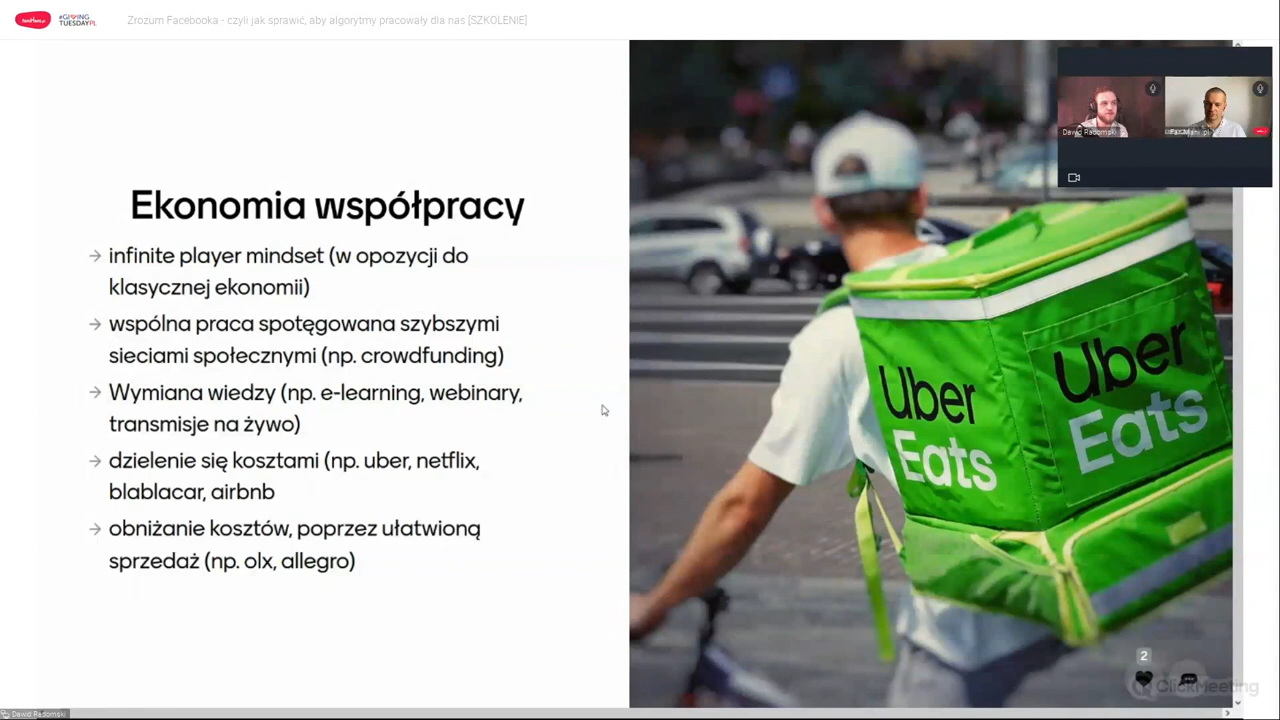 #GIVING
TUESDAYPL
Zrozum Facebooka - czyli jak sprawić, aby algorytmy pracowały dla nas [SZKOLENIE]
Ekonomia współpracy
→ infinite player mindset (w opozycji do
klasycznej ekonomii)
→ wspólna praca spotęgowana szybszymi
sieciami społecznymi (np. crowdfunding)
→ Wymiana wiedzy (np. e-learning, webinary,
transmisje na żywo)
→ dzielenie się kosztami (np. uber, netflix,
blablacar, airbnb
→ obniżanie kosztów, poprzez ułatwioną
sprzedaż (np. olx, allegro)
Dawid Radomski
Uber
Eats
Uber
Eats
2
ClickMeeting
Dawid Radomski